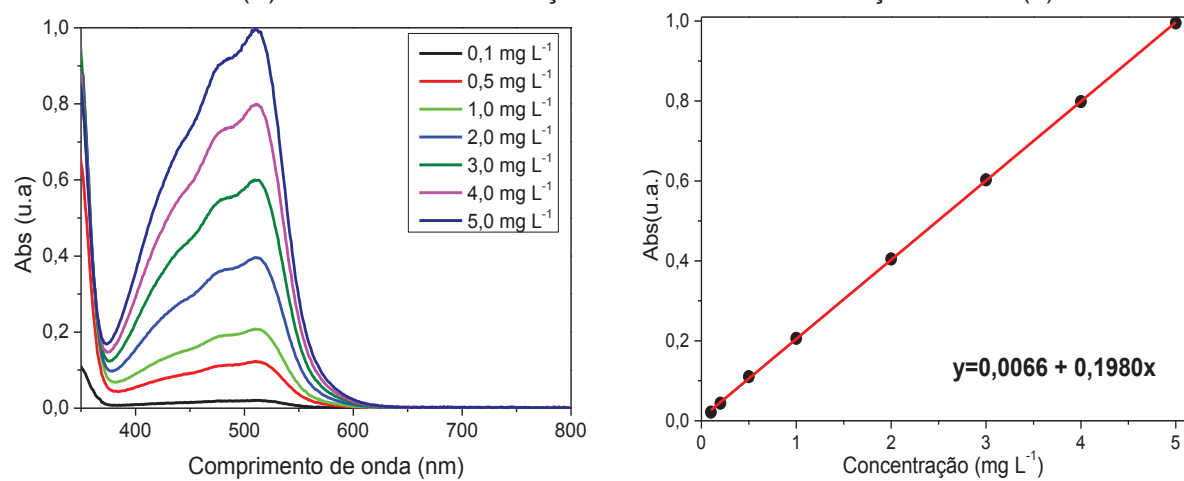 1,0
0,8
0,6
0,4
0,2
0,0
Abs (u.a)
400 500 600 700 800
Comprimento de onda (nm)
0,1 mg L⁻¹
0,5 mg L⁻¹
1,0 mg L⁻¹
2,0 mg L⁻¹
3,0 mg L⁻¹
4,0 mg L⁻¹
5,0 mg L⁻¹
1,0
0,8
0,6
0,4
0,2
0,0
Abs(u.a.)
y=0,0066 + 0,1980x
0 1 2 3 4 5
Concentração (mg L⁻¹)